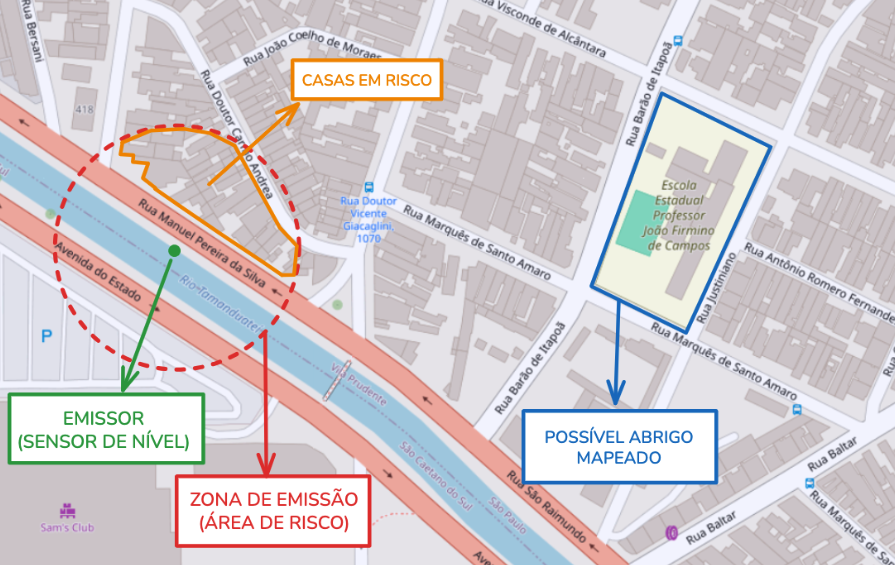 Rua Bersani
Rua Visconde de Alcântara
Rua João Coelho de Moraes
CASAS EM RISCO
Rua Barão de Itapoã
418
Rua Doutor Carmo Andrea
Escola
Estadual
Professor
João Firmino
de Campos
Rua Doutor
Vicente
Giacaglini,
1070
Rua Manuel Pereira da Silva
Rua Marquês de Santo Amaro
Avenida do Estado
Rio Tamanduateí
Rua Justiniano
Rua Antônio Romero Fernandes
P
Vila Prudente
Rua Barão de Itapoã
Rua Marquês de Santo Amaro
EMISSOR
(SENSOR DE NÍVEL)
POSSÍVEL ABRIGO
MAPEADO
Rua Baltar
São Caetano do Sul
São Paulo
Rua São Raimundo
ZONA DE EMISSÃO
(ÁREA DE RISCO)
Sam's Club
Rua Baltar
Rua Marquês de